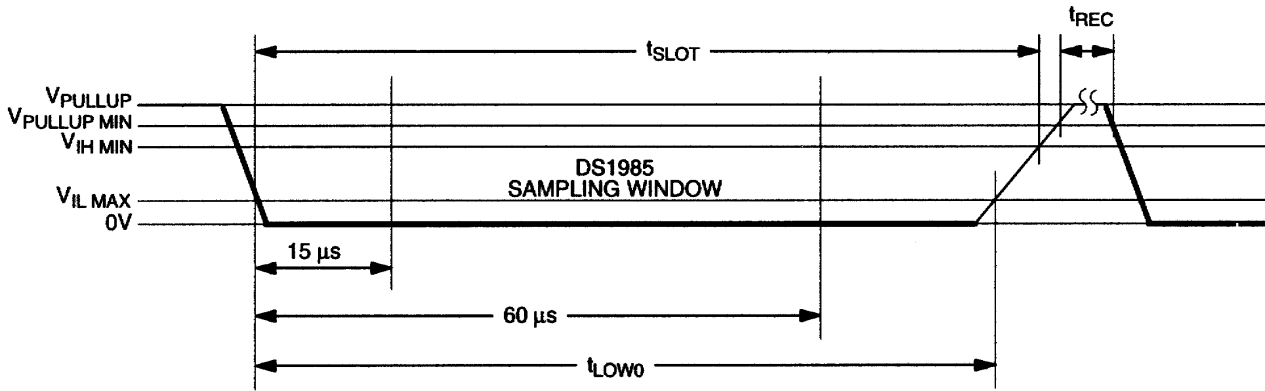 tREC
tSLOT
VPULLUP
VPULLUP MIN
VIH MIN
DS1985
SAMPLING WINDOW
VIL MAX
0V
15 μs
60 μs
tLOW0